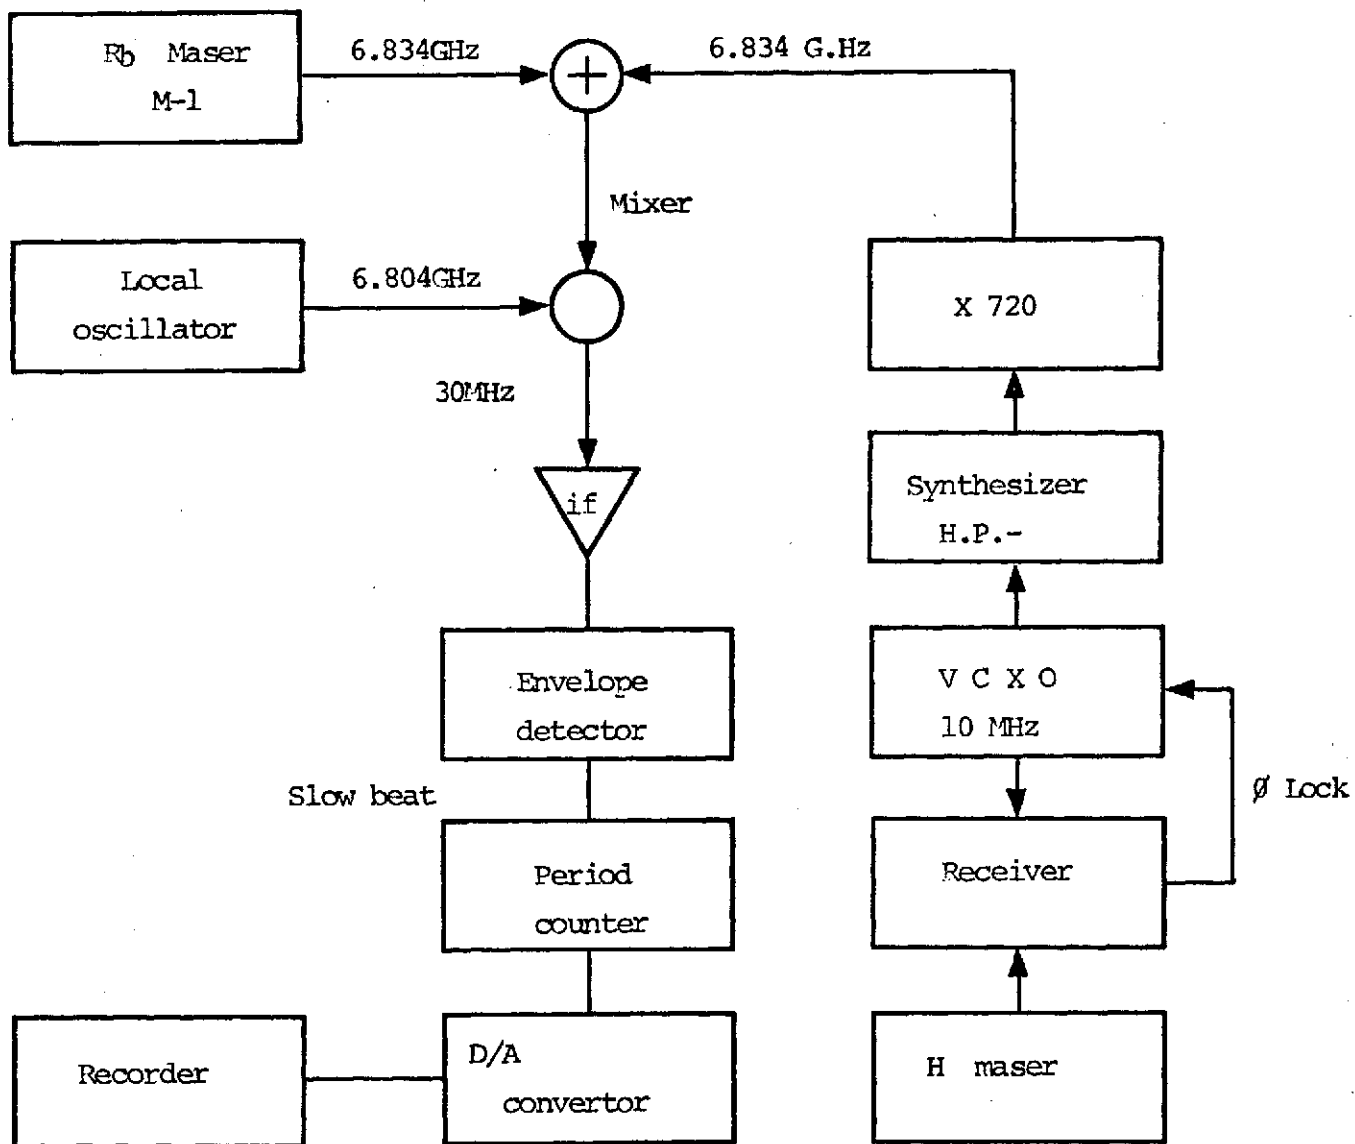 Rb Maser
M-1
6.834GHz
+
6.834 G.Hz
Mixer
Local
oscillator
6.804GHz
X 720
30MHz
if
Synthesizer
H.P.-
Envelope
detector
V C X O
10 MHz
Slow beat
Ø Lock
Period
counter
Receiver
Recorder
D/A
convertor
H maser